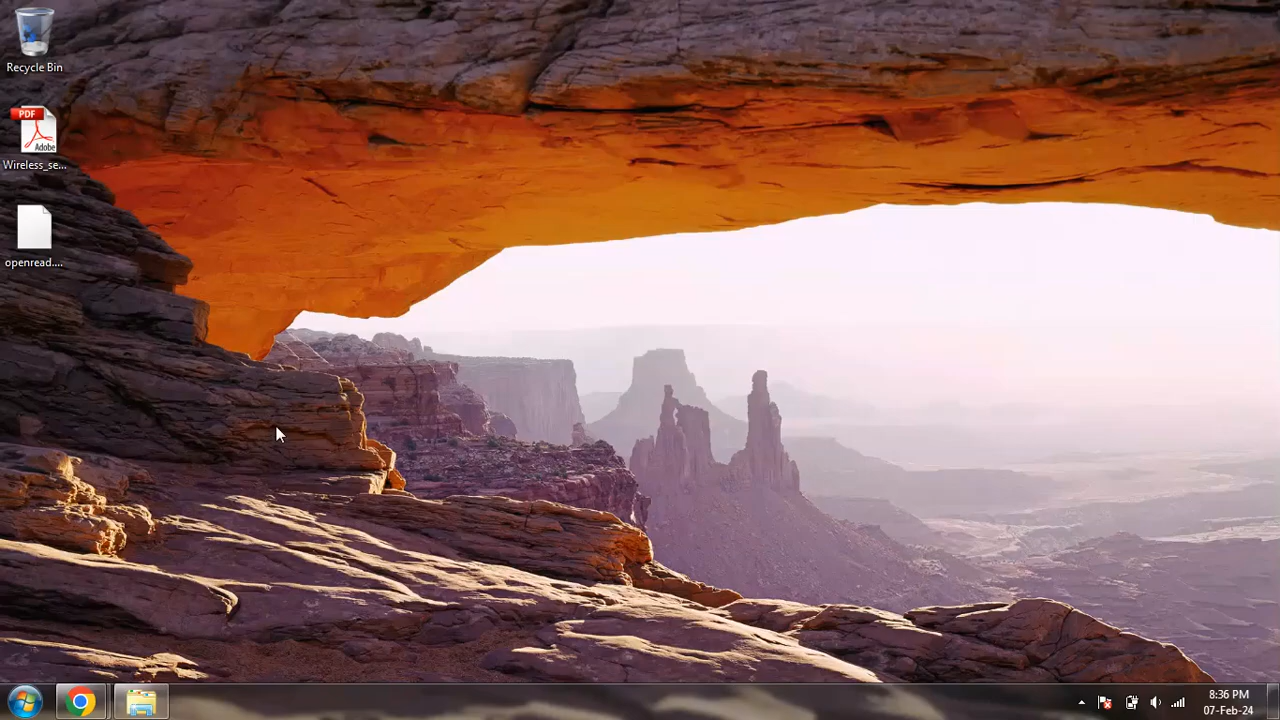 Recycle Bin
PDF
Adobe
Wireless_se...
openread....
8:36 PM
07-Feb-24